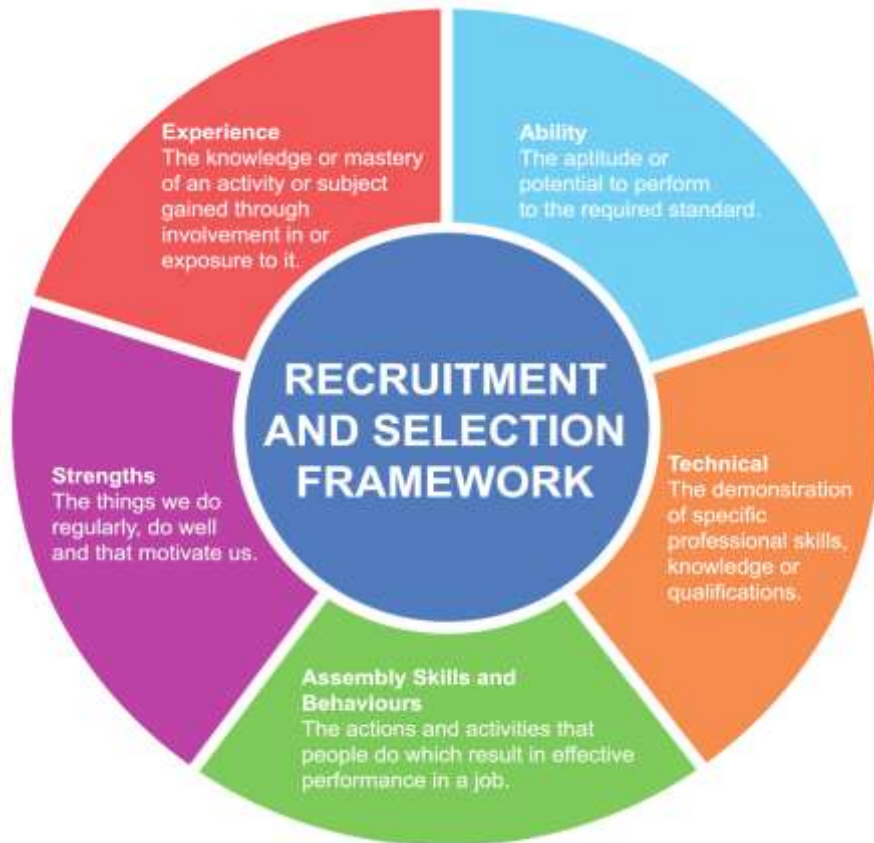 Experience
The knowledge or mastery
of an activity or subject
gained through
involvement in or
exposure to it.
Ability
The aptitude or
potential to perform
to the required standard.
RECRUITMENT
AND SELECTION
FRAMEWORK
Strengths
The things we do
regularly, do well
and that motivate us.
Technical
The demonstration
of specific
professional skills,
knowledge or
qualifications.
Assembly Skills and
Behaviours
The actions and activities that
people do which result in effective
performance in a job.